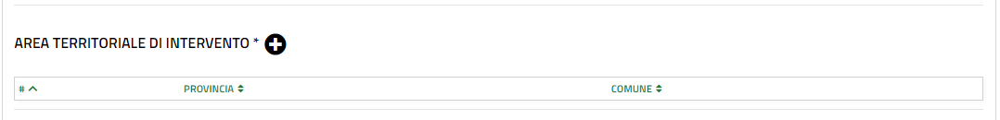 AREA TERRITORIALE DI INTERVENTO *
# PROVINCIA COMUNE